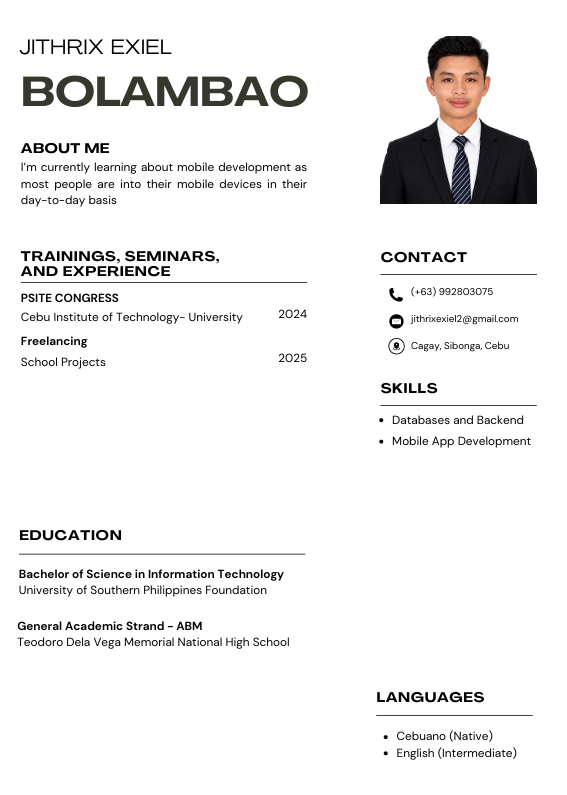 JITHRIX EXIEL
BOLAMBAO
ABOUT ME
I'm currently learning about mobile development as
most people are into their mobile devices in their
day-to-day basis
TRAININGS, SEMINARS,
AND EXPERIENCE
PSITE CONGRESS
Cebu Institute of Technology- University 2024
Freelancing
School Projects 2025
EDUCATION
Bachelor of Science in Information Technology
University of Southern Philippines Foundation
General Academic Strand - ABM
Teodoro Dela Vega Memorial National High School
CONTACT
(+63) 992803075
jithrixexiel2@gmail.com
Cagay, Sibonga, Cebu
SKILLS
• Databases and Backend
• Mobile App Development
LANGUAGES
• Cebuano (Native)
• English (Intermediate)